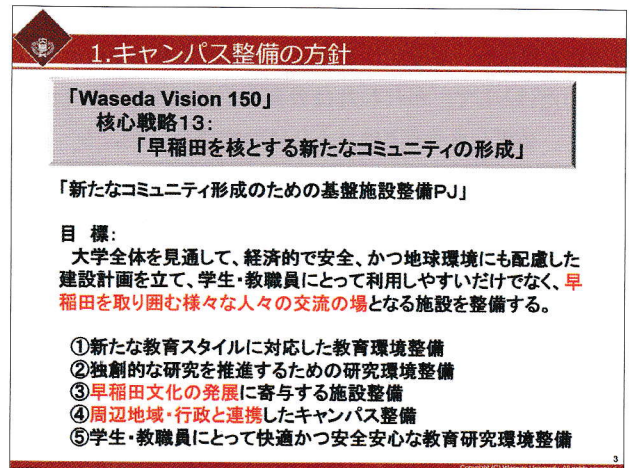 1.キャンパス整備の方針
「Waseda Vision 150」
核心戦略13:
「早稲田を核とする新たなコミュニティの形成」
「新たなコミュニティ形成のための基盤施設整備PJ」
目 標:
大学全体を見通して、経済的で安全、かつ地球環境にも配慮した
建設計画を立て、学生・教職員にとって利用しやすいだけでなく、早
稲田を取り囲む様々な人々の交流の場となる施設を整備する。
①新たな教育スタイルに対応した教育環境整備
②独創的な研究を推進するための研究環境整備
③早稲田文化の発展に寄与する施設整備
④周辺地域・行政と連携したキャンパス整備
⑤学生・教職員にとって快適かつ安全安心な教育研究環境整備
3